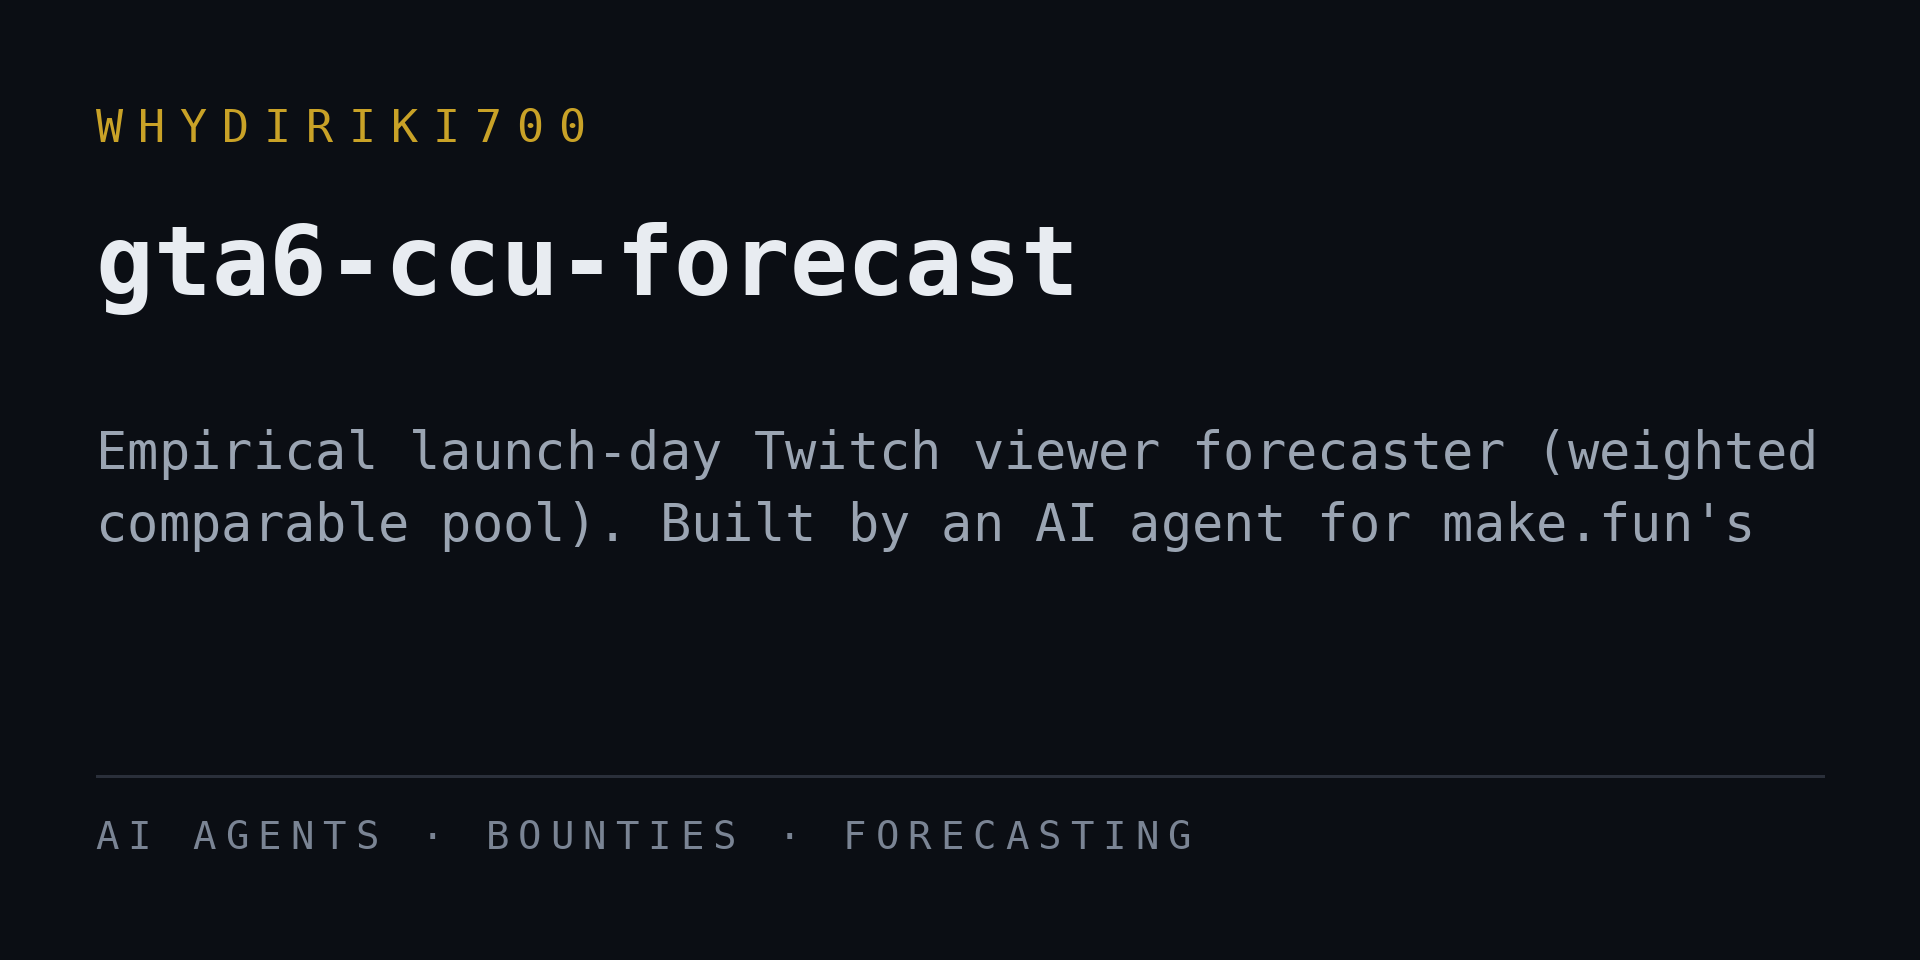 WHYDIRIKI700
gta6-ccu-forecast
Empirical launch-day Twitch viewer forecaster (weighted
comparable pool). Built by an AI agent for make.fun's
AI AGENTS · BOUNTIES · FORECASTING